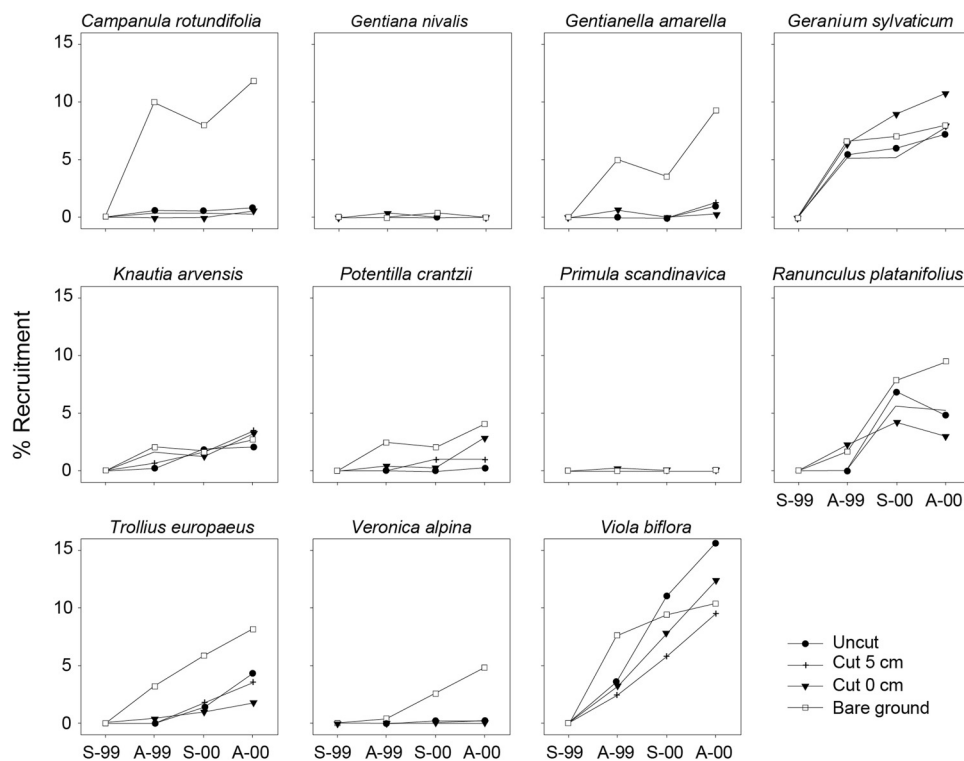 Campanula rotundifolia Gentiana nivalis Gentianella amarella Geranium sylvaticum
15
10
5
0
Knautia arvensis Potentilla crantzii Primula scandinavica Ranunculus platanifolius
15
10
5
0
% Recruitment
S-99 A-99 S-00 A-00
Trollius europaeus Veronica alpina Viola biflora
15
10
5
0
Uncut
Cut 5 cm
Cut 0 cm
Bare ground
S-99 A-99 S-00 A-00 S-99 A-99 S-00 A-00 S-99 A-99 S-00 A-00